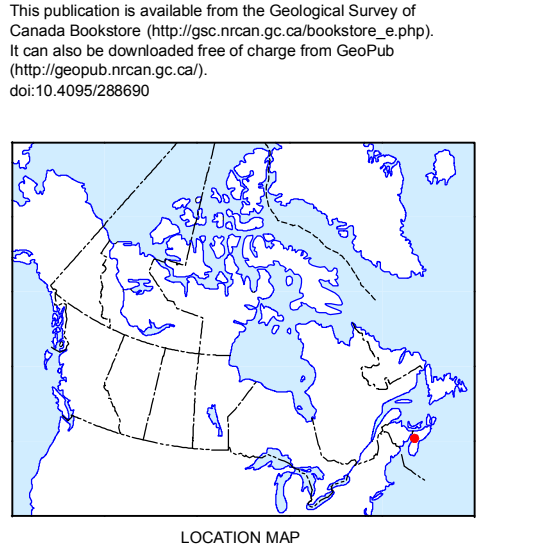 This publication is available from the Geological Survey of
Canada Bookstore (http://gsc.nrcan.gc.ca/bookstore_e.php).
It can also be downloaded free of charge from GeoPub
(http://geopub.nrcan.gc.ca/).
doi:10.4095/288690
LOCATION MAP